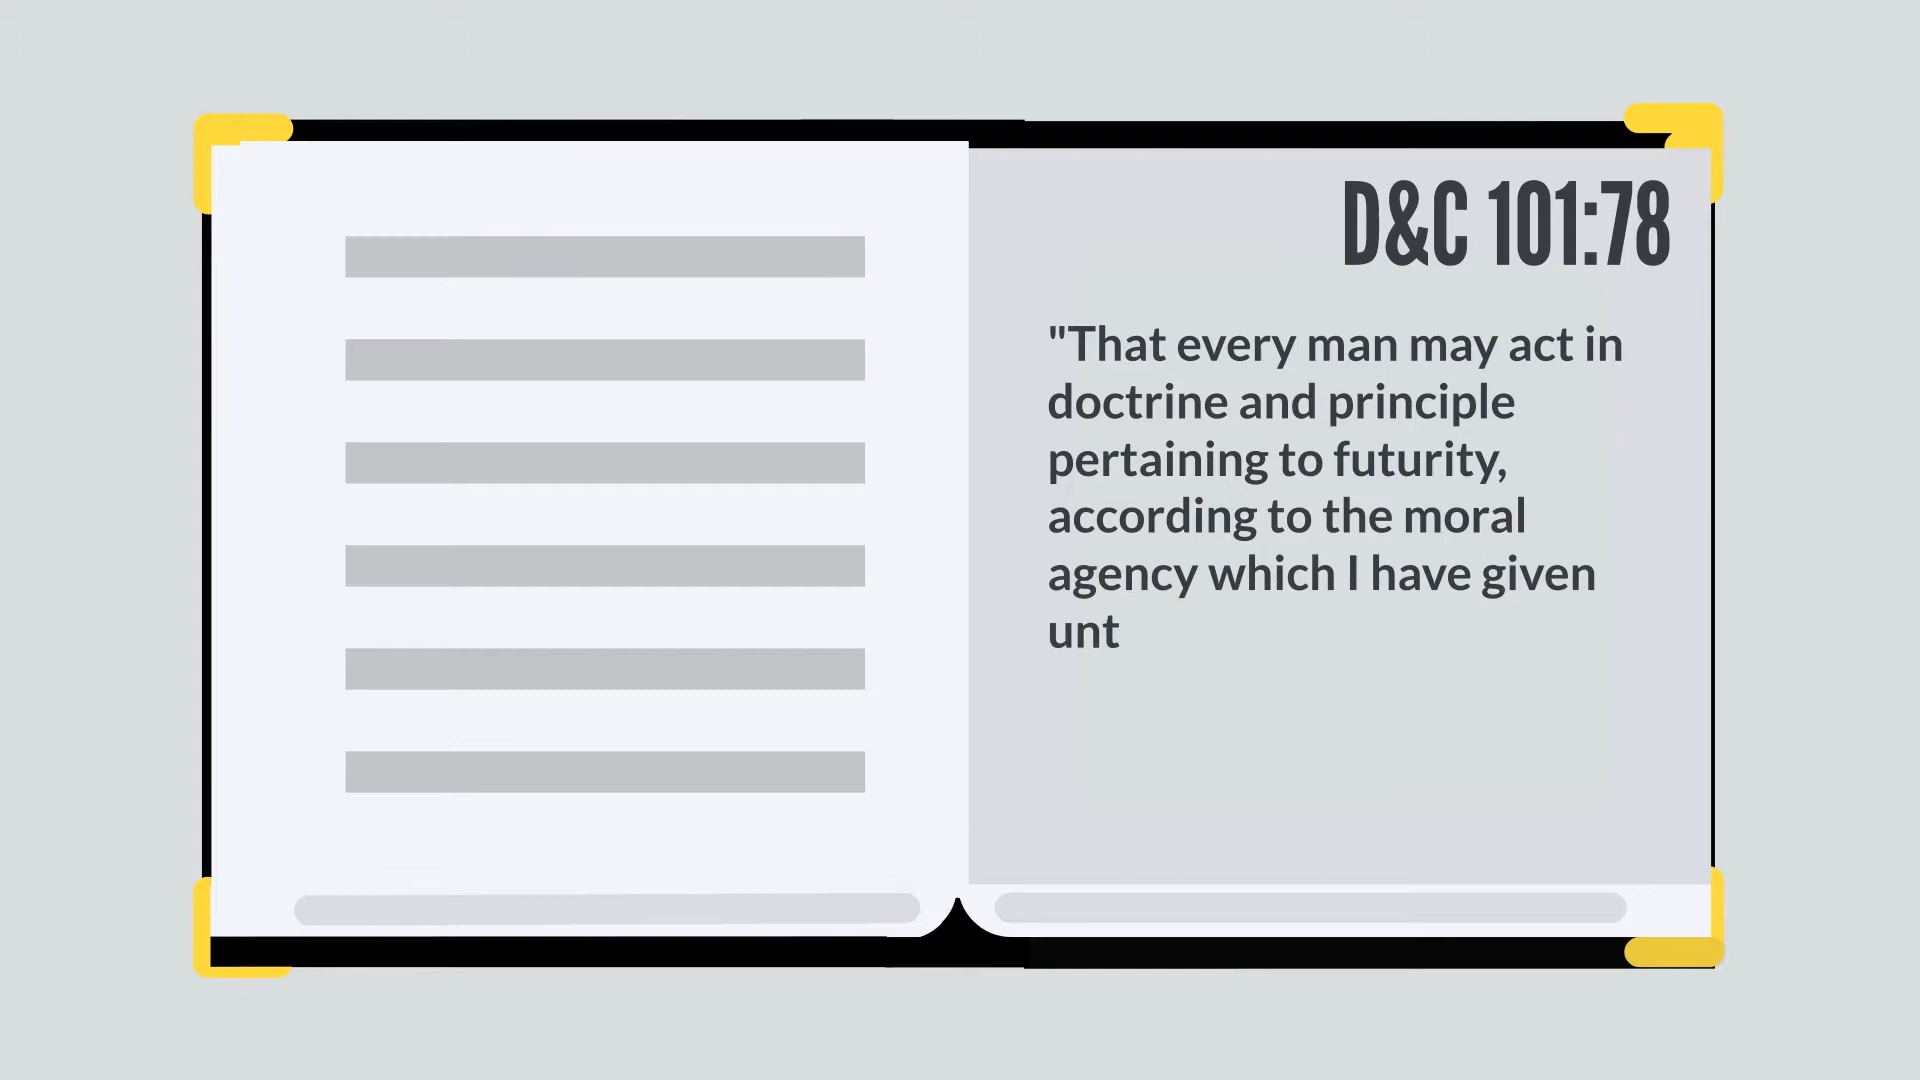 D&C 101:78
"That every man may act in
doctrine and principle
pertaining to futurity,
according to the moral
agency which I have given
unt